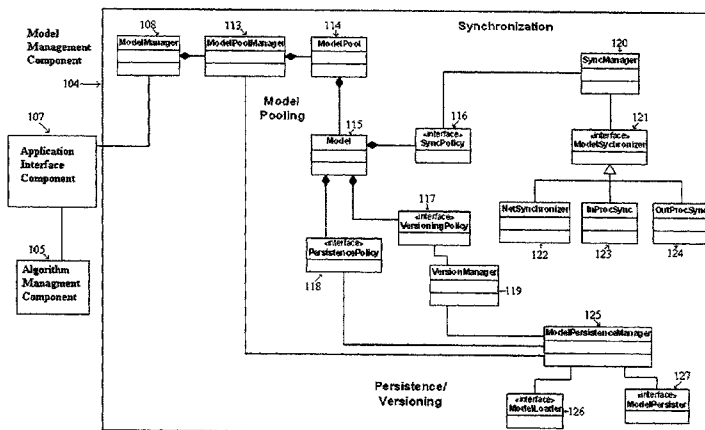 Model
Management
Component
104
108
ModelManager
113
ModelPoolManager
114
ModelPool
Synchronization
120
SyncManager
107
Application
Interface
Component
Model
Pooling
115
Model
116
«interface»
SyncPolicy
121
«interface»
ModelSychronizer
105
Algorithm
Managment
Component
117
«interface»
VersioningPolicy
NetSynchronizer
122
InProcSync
123
OutProcSync
124
«interface»
PersistencePolicy
118
VersionManager
119
125
ModelPersistenceManager
Persistence/
Versioning
«interface»
ModelLoader
126
127
«interface»
ModelPersister